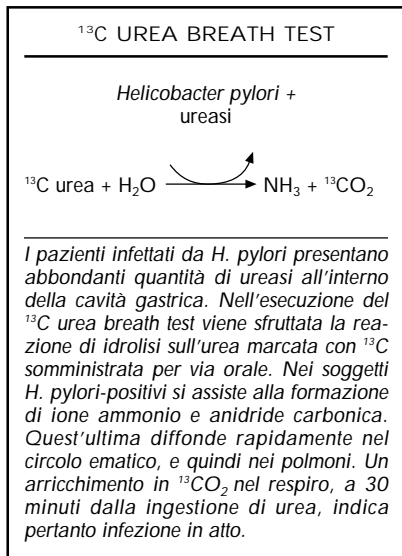 ¹³C UREA BREATH TEST
Helicobacter pylori +
ureasi
¹³C urea + H₂O → NH₃ + ¹³CO₂
I pazienti infettati da H. pylori presentano
abbondanti quantità di ureasi all'interno
della cavità gastrica. Nell'esecuzione del
¹³C urea breath test viene sfruttata la rea-
zione di idrolisi sull'urea marcata con ¹³C
somministrata per via orale. Nei soggetti
H. pylori-positivi si assiste alla formazione
di ione ammonio e anidride carbonica.
Quest'ultima diffonde rapidamente nel
circolo ematico, e quindi nei polmoni. Un
arricchimento in ¹³CO₂ nel respiro, a 30
minuti dalla ingestione di urea, indica
pertanto infezione in atto.